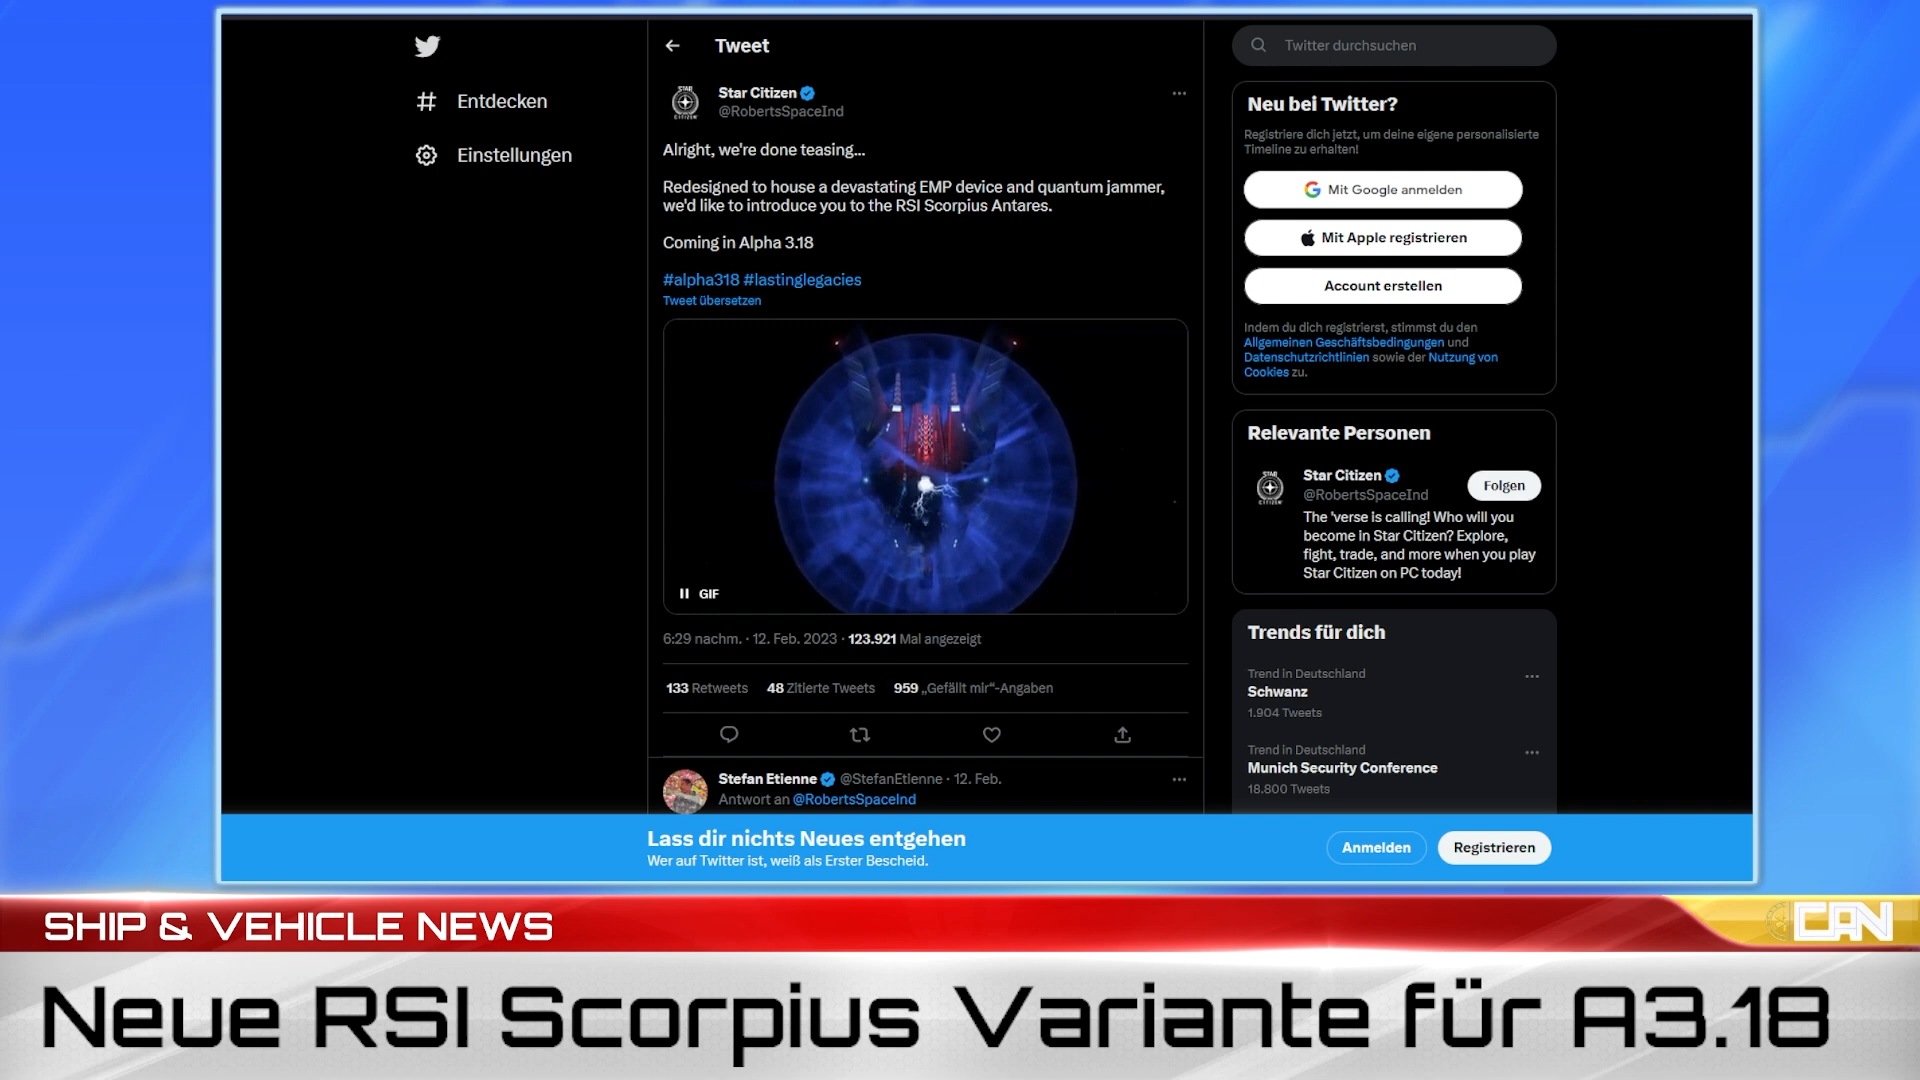 Entdecken
Einstellungen
Tweet
STAR
CITIZEN
Star Citizen
@RobertsSpaceInd
Alright, we're done teasing...
Redesigned to house a devastating EMP device and quantum jammer,
we'd like to introduce you to the RSI Scorpius Antares.
Coming in Alpha 3.18
#alpha318 #lastinglegacies
Tweet übersetzen
GIF
6:29 nachm. · 12. Feb. 2023 · 123.921 Mal angezeigt
133 Retweets 48 Zitierte Tweets 959 „Gefällt mir“-Angaben
Stefan Etienne @StefanEtienne · 12. Feb.
Antwort an @RobertsSpaceInd
Twitter durchsuchen
Neu bei Twitter?
Registriere dich jetzt, um deine eigene personalisierte
Timeline zu erhalten!
Mit Google anmelden
Mit Apple registrieren
Account erstellen
Indem du dich registrierst, stimmst du den
Allgemeinen Geschäftsbedingungen und
Datenschutzrichtlinien sowie der Nutzung von
Cookies zu.
Relevante Personen
STAR
CITIZEN
Star Citizen
@RobertsSpaceInd
Folgen
The 'verse is calling! Who will you
become in Star Citizen? Explore,
fight, trade, and more when you play
Star Citizen on PC today!
Trends für dich
Trend in Deutschland
Schwanz
1.904 Tweets
Trend in Deutschland
Munich Security Conference
18.800 Tweets
Lass dir nichts Neues entgehen
Wer auf Twitter ist, weiß als Erster Bescheid.
Anmelden
Registrieren
SHIP & VEHICLE NEWS
CAN
Neue RSI Scorpius Variante für A3.18